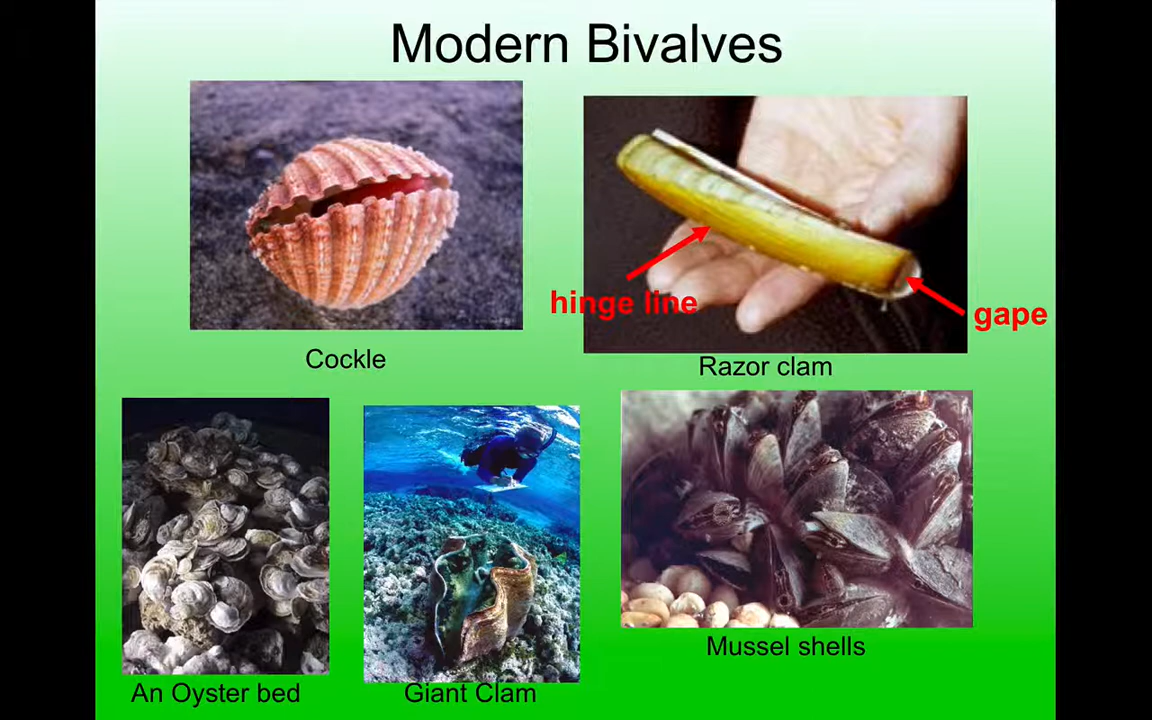 Modern Bivalves
hinge line
gape
Cockle
Razor clam
Mussel shells
An Oyster bed
Giant Clam